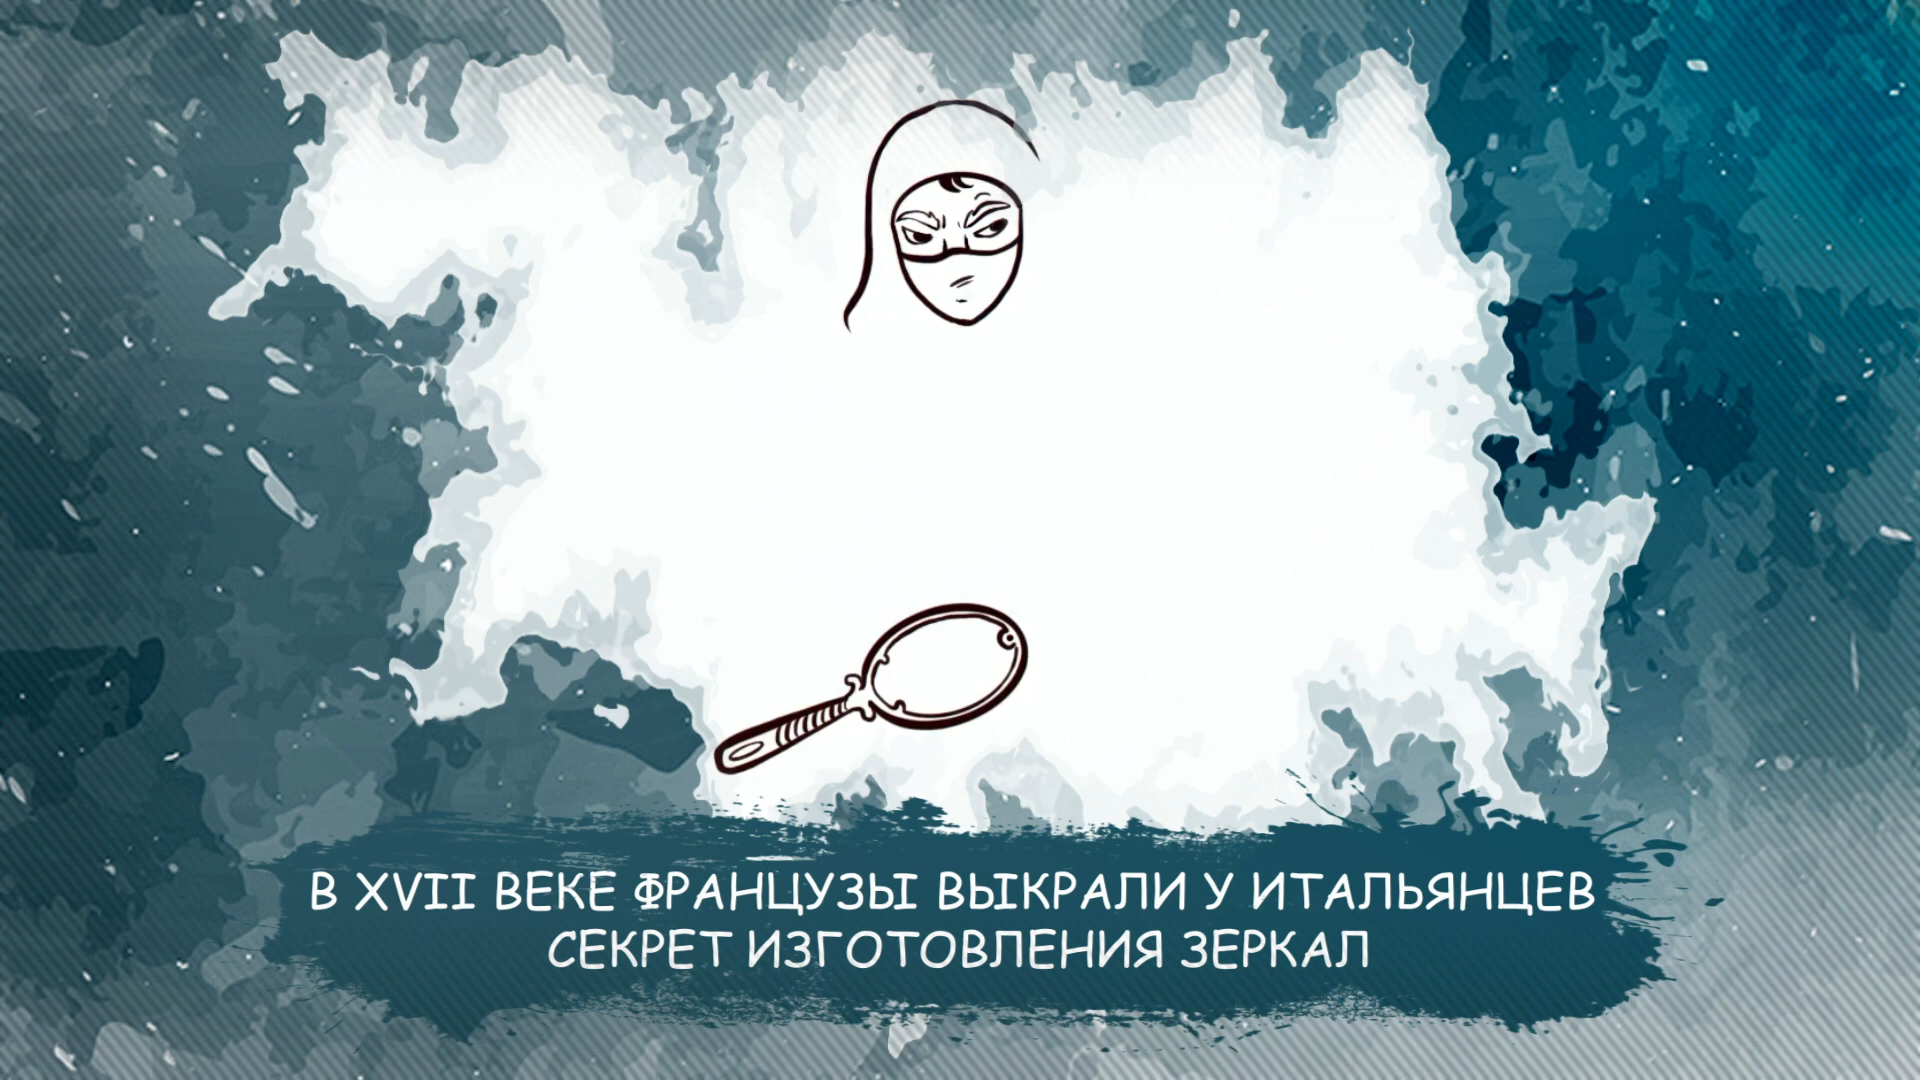 В XVII ВЕКЕ ФРАНЦУЗЫ ВЫКРАЛИ У ИТАЛЬЯНЦЕВ
СЕКРЕТ ИЗГОТОВЛЕНИЯ ЗЕРКАЛ